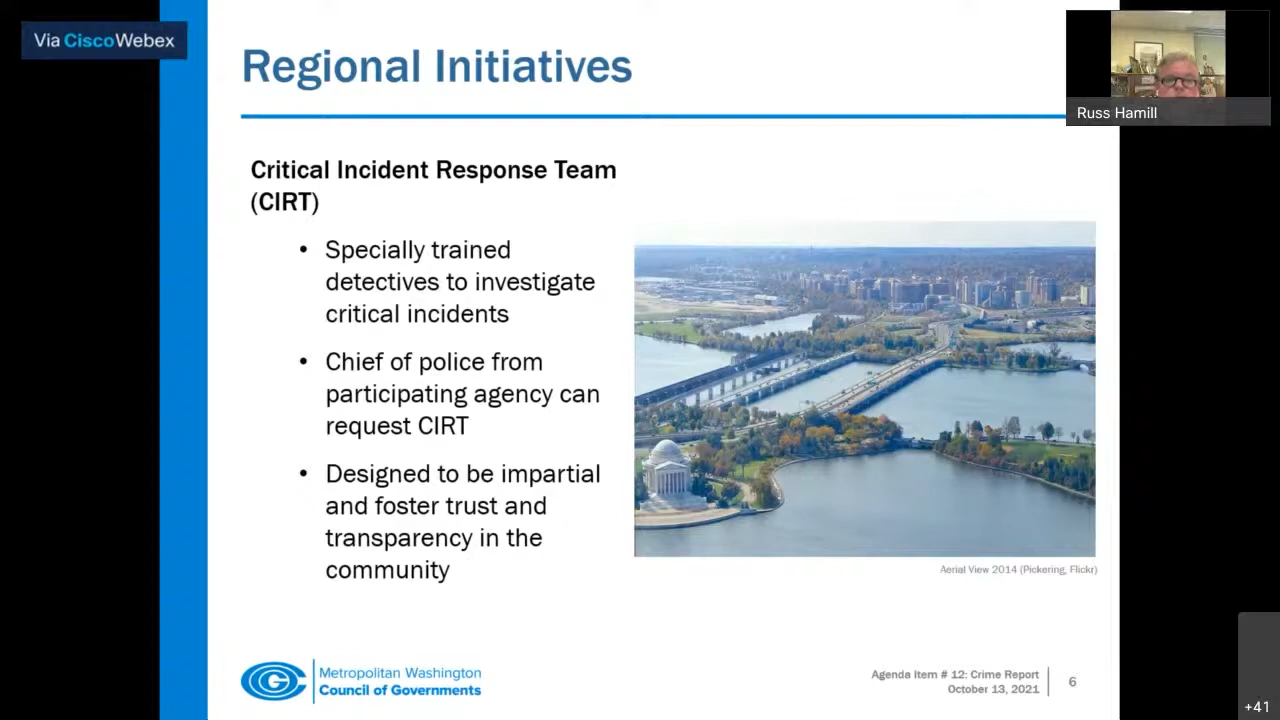 Via CiscoWebex
Regional Initiatives
Russ Hamill
Critical Incident Response Team
(CIRT)
• Specially trained
detectives to investigate
critical incidents
• Chief of police from
participating agency can
request CIRT
• Designed to be impartial
and foster trust and
transparency in the
community
Aerial View 2014 (Pickering, Flickr)
Metropolitan Washington
Council of Governments
Agenda Item # 12: Crime Report
October 13, 2021
6
+41